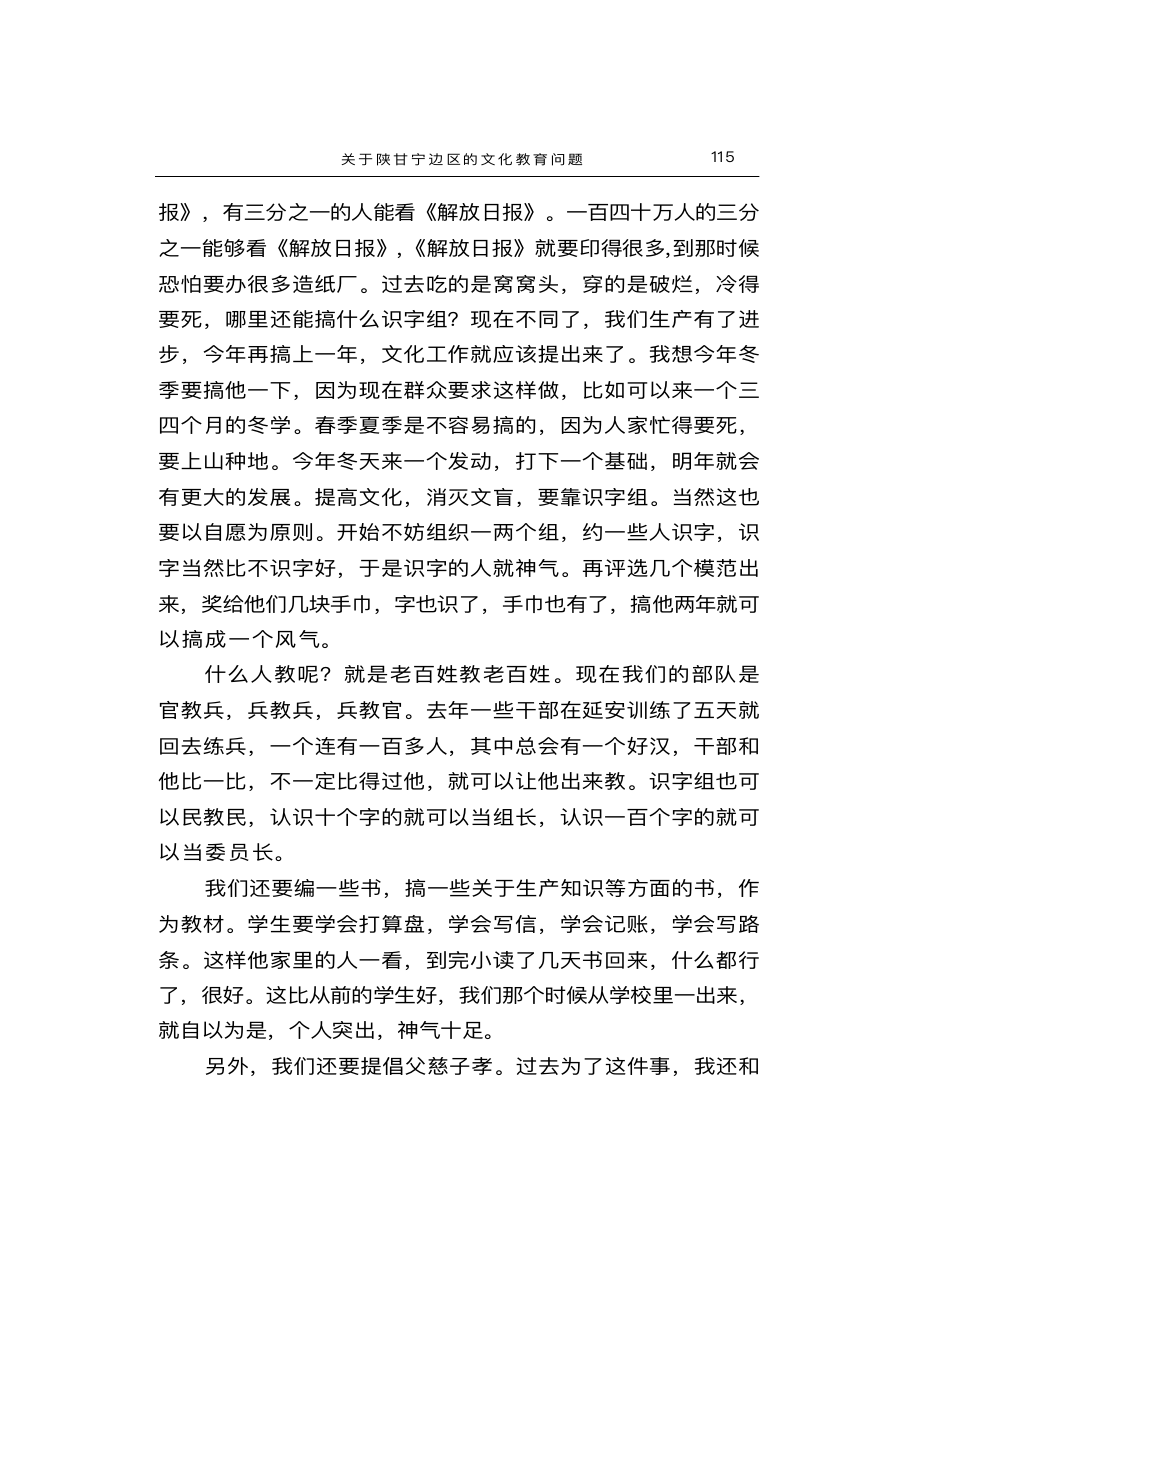 关于陕甘宁边区的文化教育问题 115
报》，有三分之一的人能看《解放日报》。一百四十万人的三分
之一能够看《解放日报》，《解放日报》就要印得很多，到那时候
恐怕要办很多造纸厂。过去吃的是窝窝头，穿的是破烂，冷得
要死，哪里还能搞什么识字组？现在不同了，我们生产有了进
步，今年再搞上一年，文化工作就应该提出来了。我想今年冬
季要搞他一下，因为现在群众要求这样做，比如可以来一个三
四个月的冬学。春季夏季是不容易搞的，因为人家忙得要死，
要上山种地。今年冬天来一个发动，打下一个基础，明年就会
有更大的发展。提高文化，消灭文盲，要靠识字组。当然这也
要以自愿为原则。开始不妨组织一两个组，约一些人识字，识
字当然比不识字好，于是识字的人就神气。再评选几个模范出
来，奖给他们几块手巾，字也识了，手巾也有了，搞他两年就可
以搞成一个风气。
什么人教呢？就是老百姓教老百姓。现在我们的部队是
官教兵，兵教兵，兵教官。去年一些干部在延安训练了五天就
回去练兵，一个连有一百多人，其中总会有一个好汉，干部和
他比一比，不一定比得过他，就可以让他出来教。识字组也可
以民教民，认识十个字的就可以当组长，认识一百个字的就可
以当委员长。
我们还要编一些书，搞一些关于生产知识等方面的书，作
为教材。学生要学会打算盘，学会写信，学会记账，学会写路
条。这样他家里的人一看，到完小读了几天书回来，什么都行
了，很好。这比从前的学生好，我们那个时候从学校里一出来，
就自以为是，个人突出，神气十足。
另外，我们还要提倡父慈子孝。过去为了这件事，我还和